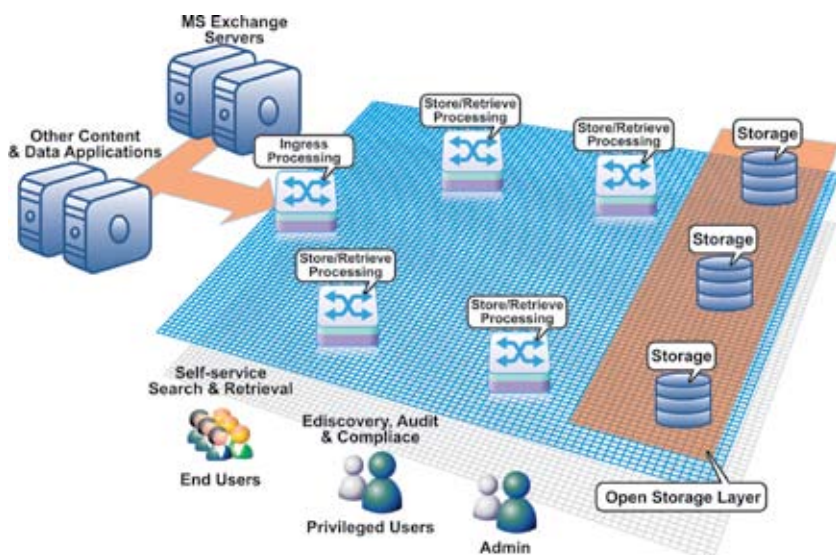 MS Exchange
Servers
Other Content
& Data Applications
Ingress
Processing
Store/Retrieve
Processing
Store/Retrieve
Processing
Storage
Store/Retrieve
Processing
Storage
Store/Retrieve
Processing
Storage
Self-service
Search & Retrieval
End Users
Ediscovery, Audit
& Compliace
Privileged Users
Admin
Open Storage Layer